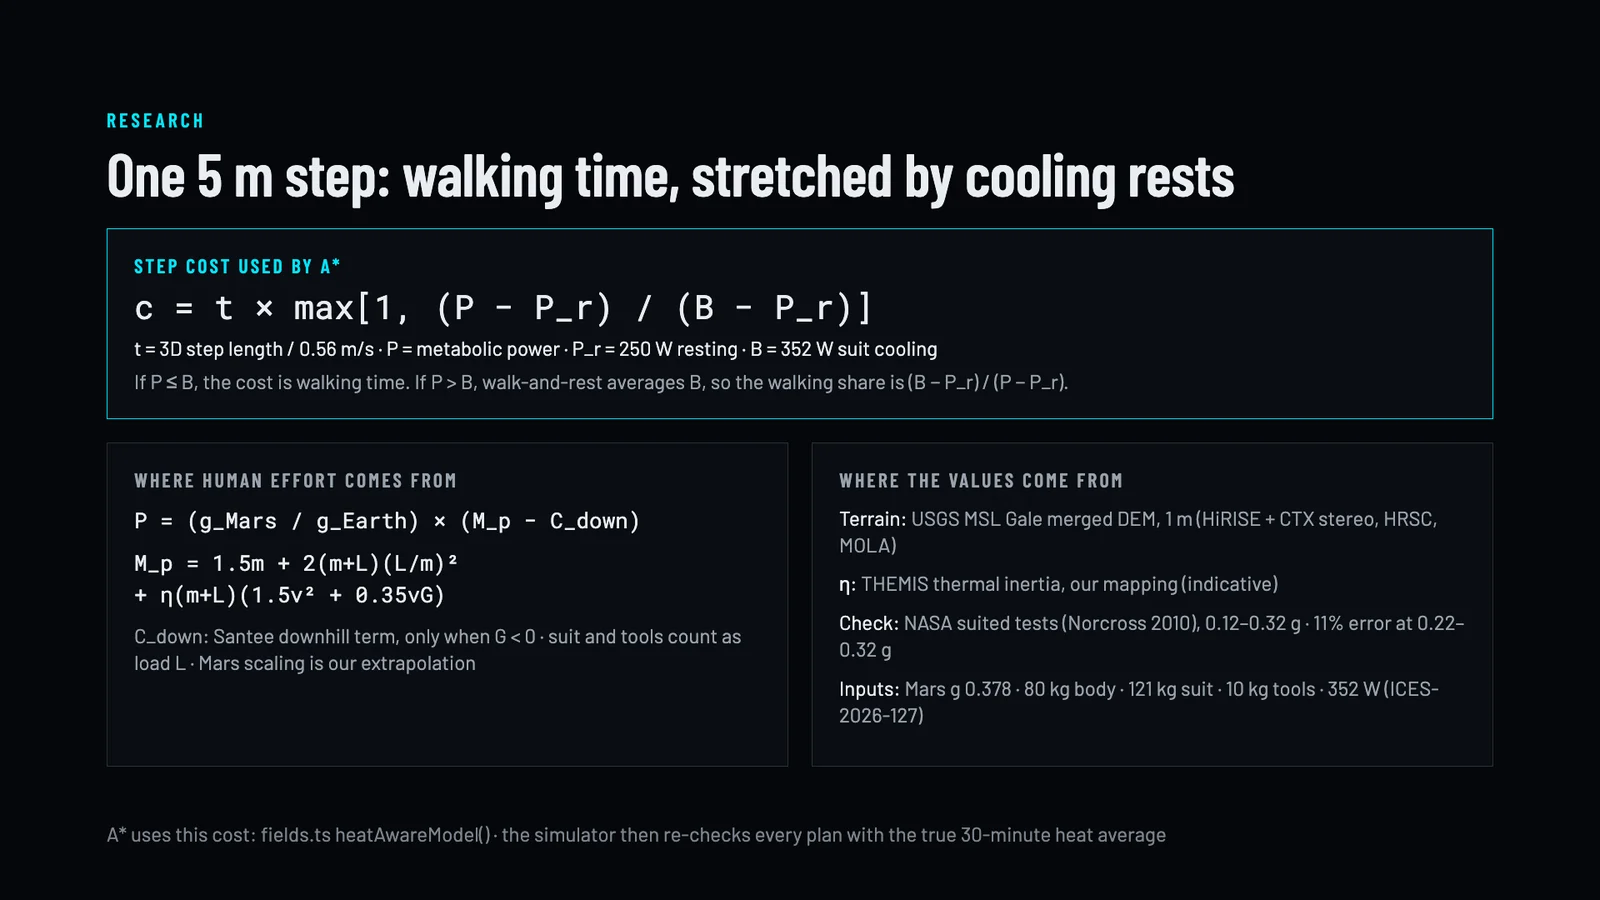 RESEARCH
One 5 m step: walking time, stretched by cooling rests
STEP COST USED BY A*
c = t × max[1, (P − P_r) / (B − P_r)]
t = 3D step length / 0.56 m/s · P = metabolic power · P_r = 250 W resting · B = 352 W suit cooling
If P ≤ B, the cost is walking time. If P > B, walk-and-rest averages B, so the walking share is (B − P_r) / (P − P_r).
WHERE HUMAN EFFORT COMES FROM
P = (g_Mars / g_Earth) × (M_p − C_down)
M_p = 1.5m + 2(m+L)(L/m)²
+ η(m+L)(1.5v² + 0.35vG)
C_down: Santee downhill term, only when G < 0 · suit and tools count as
load L · Mars scaling is our extrapolation
WHERE THE VALUES COME FROM
Terrain: USGS MSL Gale merged DEM, 1 m (HiRISE + CTX stereo, HRSC,
MOLA)
η: THEMIS thermal inertia, our mapping (indicative)
Check: NASA suited tests (Norcross 2010), 0.12–0.32 g · 11% error at 0.22–
0.32 g
Inputs: Mars g 0.378 · 80 kg body · 121 kg suit · 10 kg tools · 352 W (ICES-
2026-127)
A* uses this cost: fields.ts heatAwareModel() · the simulator then re-checks every plan with the true 30-minute heat average